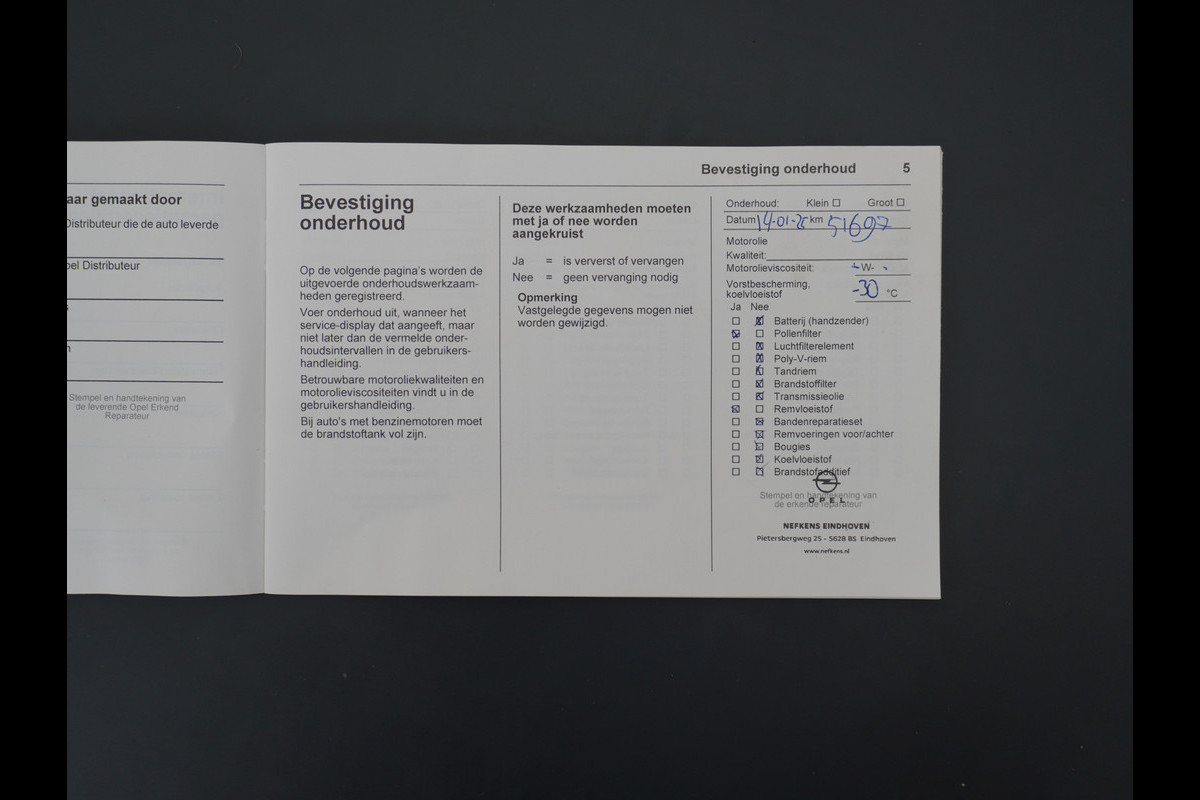 aar gemaakt door
Distributeur die de auto leverde
pel Distributeur
Stempel en handtekening van
de leverende Opel Erkend
Reparateur
Bevestiging onderhoud 5
Bevestiging
onderhoud
Op de volgende pagina's worden de
uitgevoerde onderhoudswerkzaam-
heden geregistreerd.
Voer onderhoud uit, wanneer het
service-display dat aangeeft, maar
niet later dan de vermelde onder-
houdsintervallen in de gebruikers-
handleiding.
Betrouwbare motoroliekwaliteiten en
motorolieviscositeiten vindt u in de
gebruikershandleiding.
Bij auto's met benzinemotoren moet
de brandstoftank vol zijn.
Deze werkzaamheden moeten
met ja of nee worden
aangekruist
Ja = is ververst of vervangen
Nee = geen vervanging nodig
Opmerking
Vastgelegde gegevens mogen niet
worden gewijzigd.
Onderhoud: Klein Groot
Datum 14-01-25 km 51697
Motorolie
Kwaliteit:
Motorolieviscositeit: -W-
Vorstbescherming,
koelvloeistof -30 °C
Ja Nee
Batterij (handzender)
Pollenfilter
Luchtfilterelement
Poly-V-riem
Tandriem
Brandstoffilter
Transmissieolie
Remvloeistof
Bandenreparatieset
Remvoeringen voor/achter
Bougies
Koelvloeistof
Brandstofadditief
Stempel en handtekening van
OPEL
de erkende reparateur
NEFKENS EINDHOVEN
Pietersbergweg 25 - 5628 BS Eindhoven
www.nefkens.nl